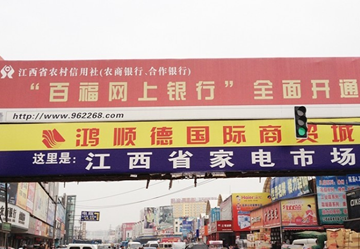 江西省农村信用社(农商银行、合作银行)
“百福网上银行”全面开通
http://www.962268.com
鸿顺德国际商贸城
这里是：江西省家电市场